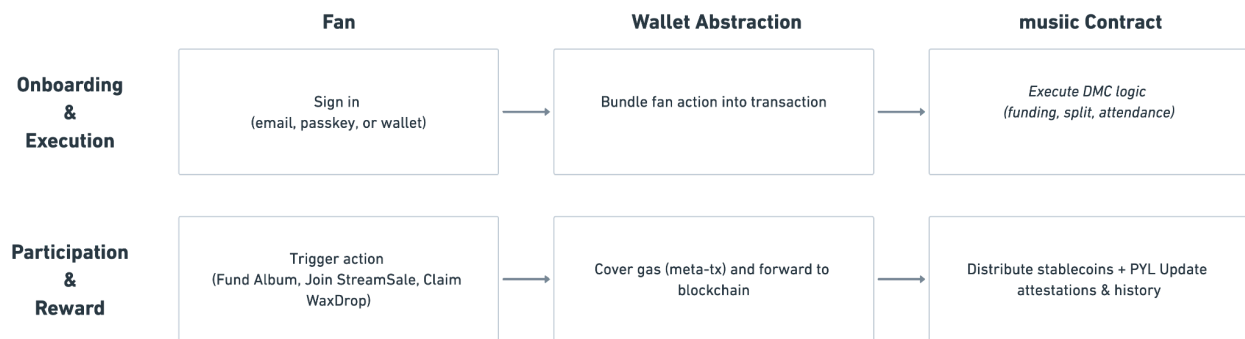 Fan
Wallet Abstraction
musiic Contract
Onboarding
&
Execution
Sign in
(email, passkey, or wallet)
Bundle fan action into transaction
Execute DMC logic
(funding, split, attendance)
Participation
&
Reward
Trigger action
(Fund Album, Join StreamSale, Claim
WaxDrop)
Cover gas (meta-tx) and forward to
blockchain
Distribute stablecoins + PYL Update
attestations & history